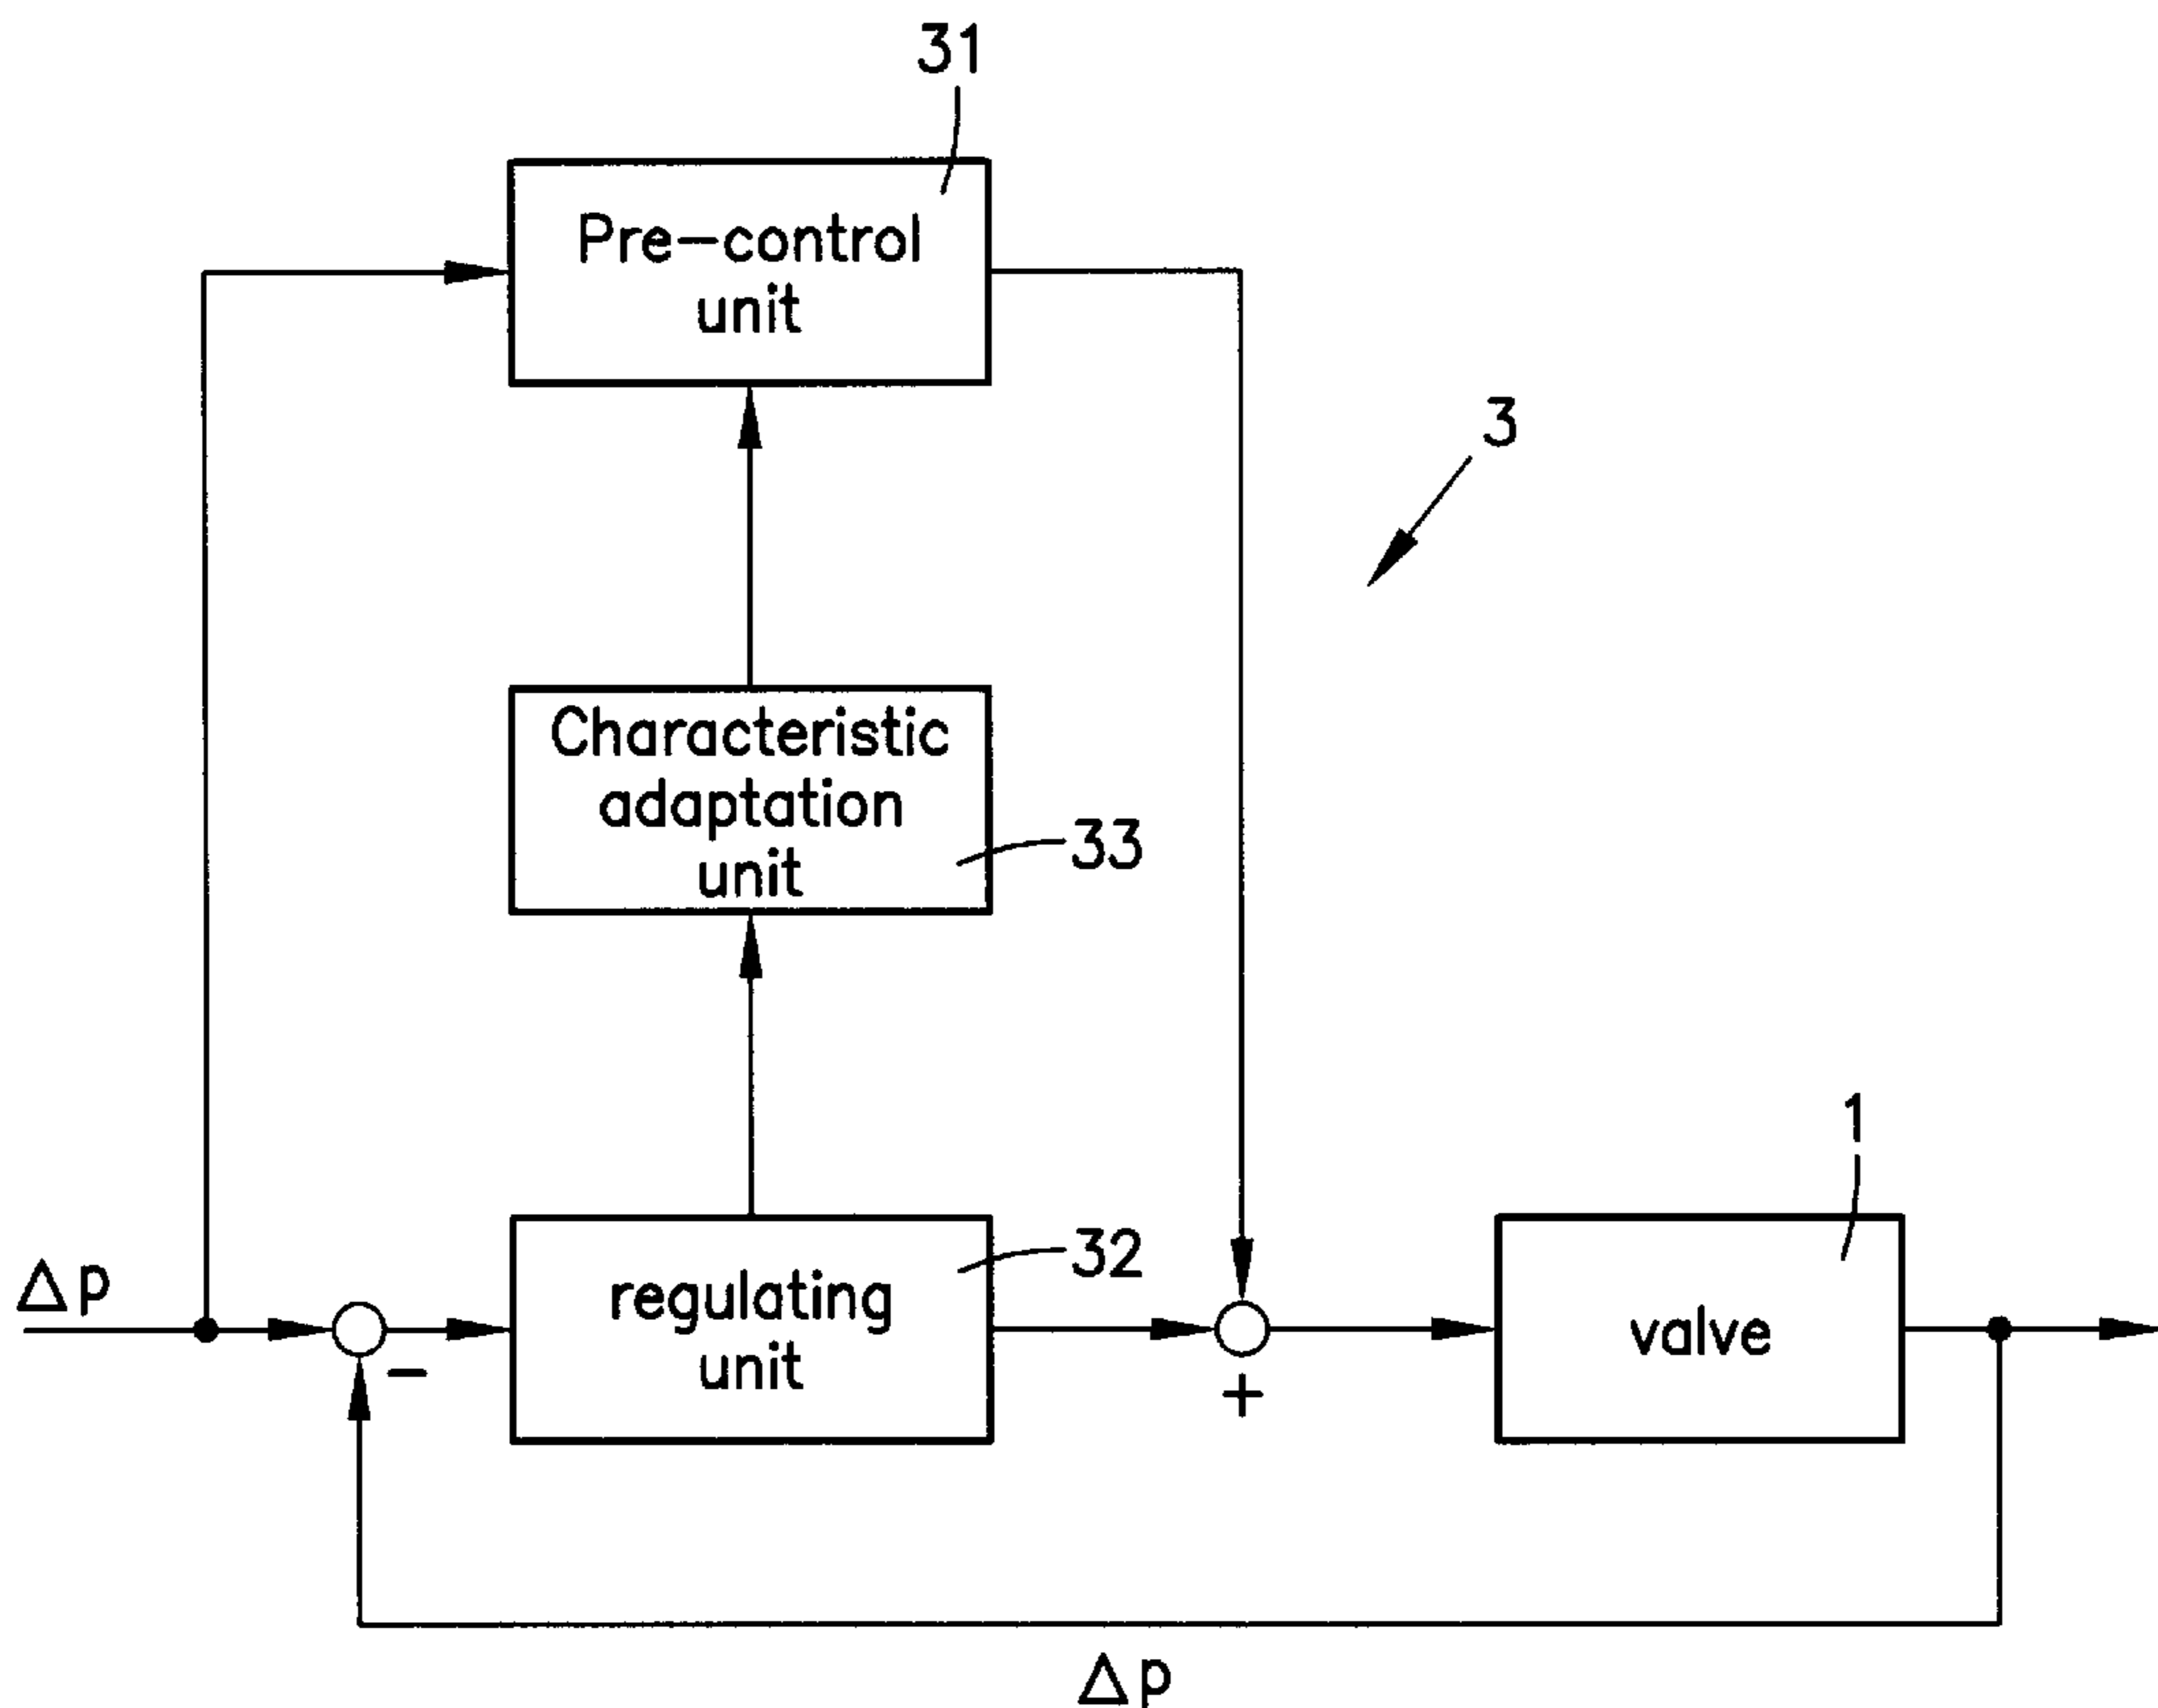 31
Pre-control
unit
3
Characteristic
adaptation
unit
33
1
Δp
regulating
unit
32
valve
-
+
Δp